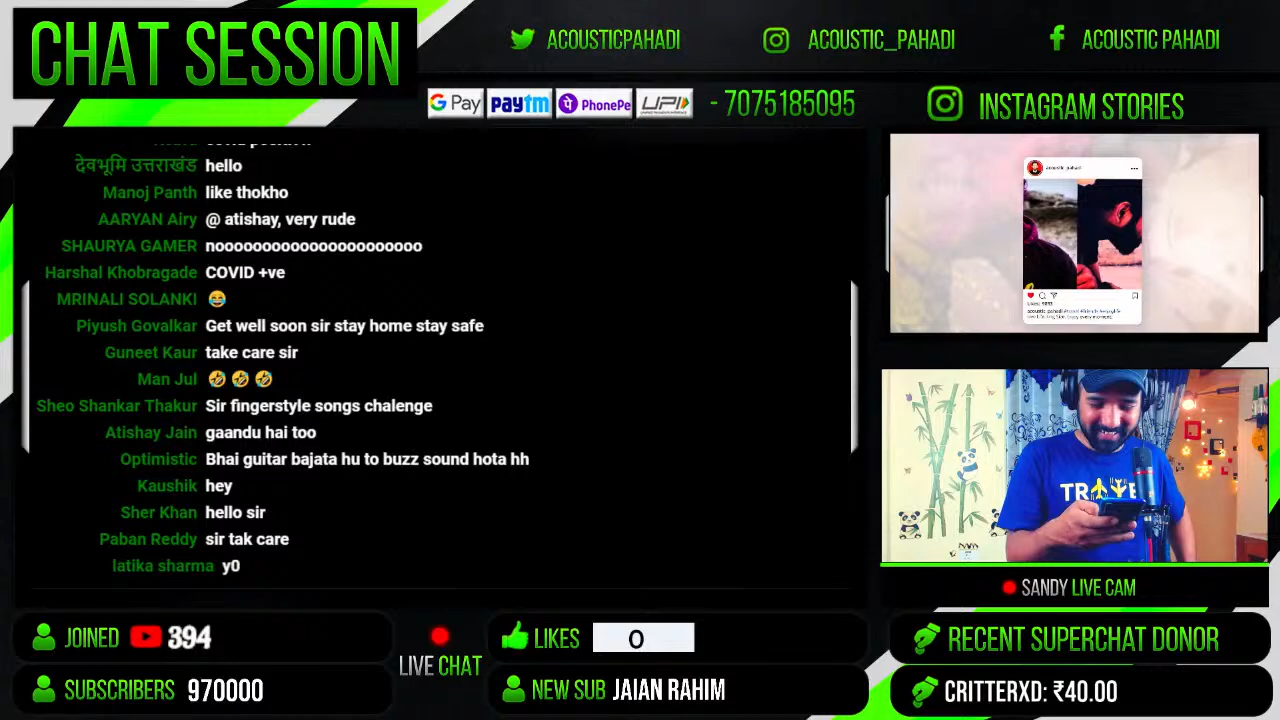 CHAT SESSION
ACOUSTICPAHADI
ACOUSTIC_PAHADI
ACOUSTIC PAHADI
G Pay paytm PhonePe UPI - 7075185095
INSTAGRAM STORIES
देवभूमि उत्तराखंड hello
Manoj Panth like thokho
AARYAN Airy @ atishay, very rude
SHAURYA GAMER nooooooooooooooooooooooo
Harshal Khobragade COVID +ve
MRINALI SOLANKI 😂
Piyush Govalkar Get well soon sir stay home stay safe
Guneet Kaur take care sir
Man Jul 🤣 🤣 🤣
Sheo Shankar Thakur Sir fingerstyle songs chalenge
Atishay Jain gaandu hai too
Optimistic Bhai guitar bajata hu to buzz sound hota hh
Kaushik hey
Sher Khan hello sir
Paban Reddy sir tak care
latika sharma y0
acoustic_pahadi
SANDY LIVE CAM
JOINED 394
SUBSCRIBERS 970000
LIVE CHAT
LIKES 0
NEW SUB JAIAN RAHIM
RECENT SUPERCHAT DONOR
CRITTERXD: ₹40.00